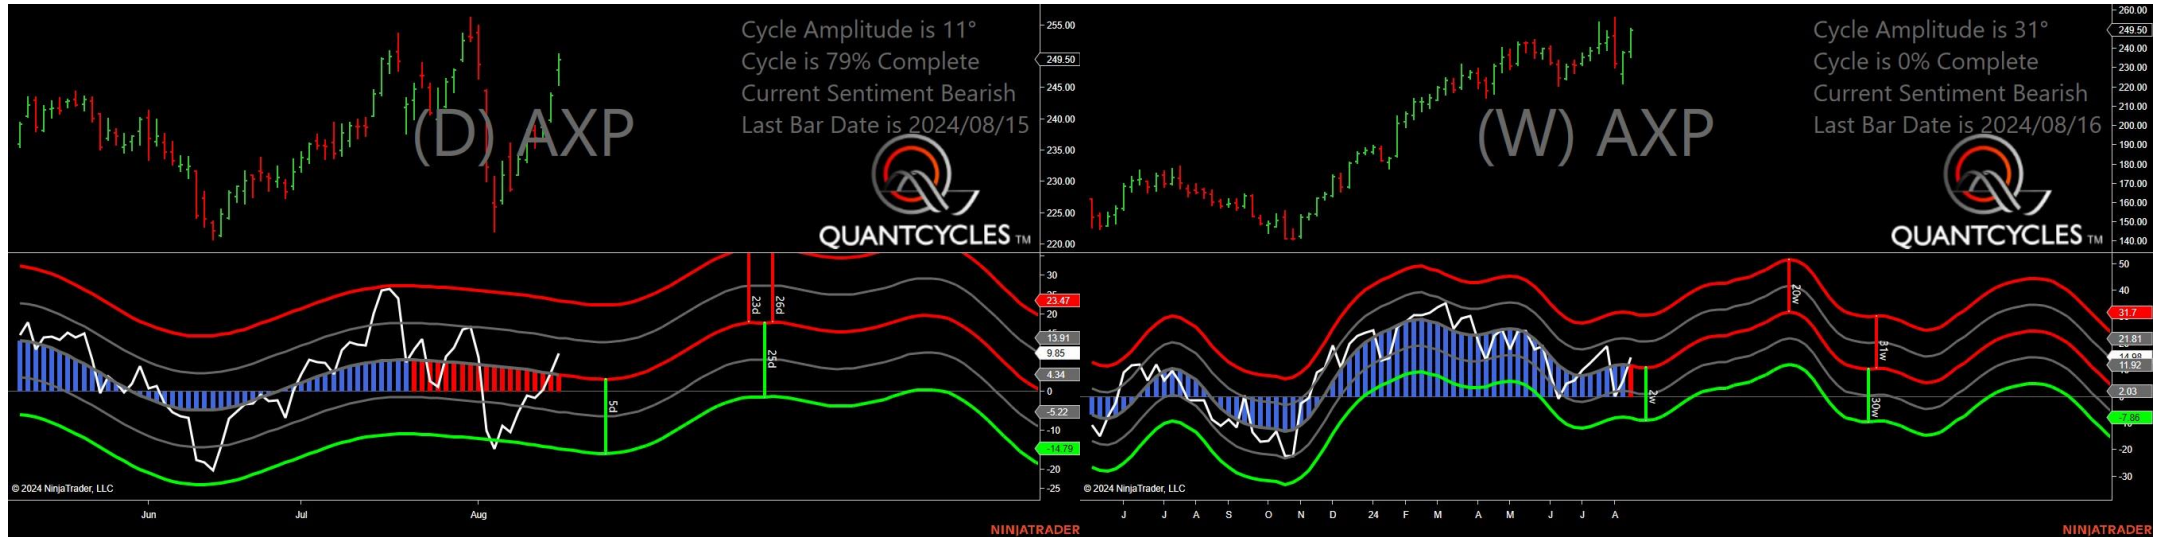 Cycle Amplitude is 11°
Cycle is 79% Complete
Current Sentiment Bearish
Last Bar Date is 2024/08/15
(D) AXP
QUANTCYCLES TM
255.00
249.50
245.00
240.00
235.00
230.00
225.00
220.00
30
23.47
20
13.91
9.85
4.34
0
-5.22
-10
-14.79
-20
-25
23d
26d
25d
5d
© 2024 NinjaTrader, LLC
Jun
Jul
Aug
NINJATRADER
Cycle Amplitude is 31°
Cycle is 0% Complete
Current Sentiment Bearish
Last Bar Date is 2024/08/16
(W) AXP
QUANTCYCLES TM
260.00
249.50
240.00
230.00
220.00
210.00
200.00
190.00
180.00
170.00
160.00
150.00
140.00
50
40
31.7
21.81
14.98
11.92
2.03
-7.86
-20
-30
20w
31w
2w
30w
© 2024 NinjaTrader, LLC
J J A S O N D 24 F M A M J J A
NINJATRADER